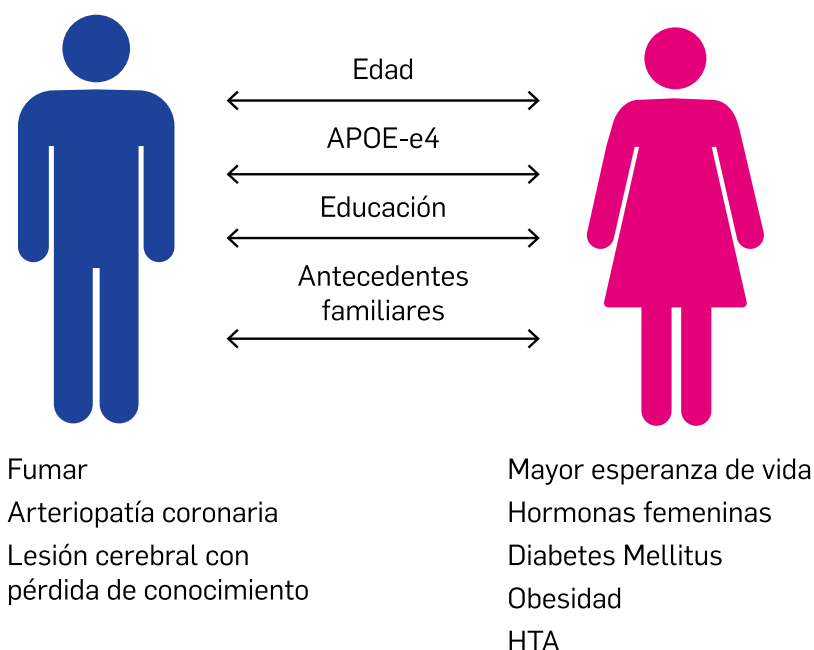 Edad
APOE-e4
Educación
Antecedentes
familiares
Fumar
Arteriopatía coronaria
Lesión cerebral con
pérdida de conocimiento
Mayor esperanza de vida
Hormonas femeninas
Diabetes Mellitus
Obesidad
HTA